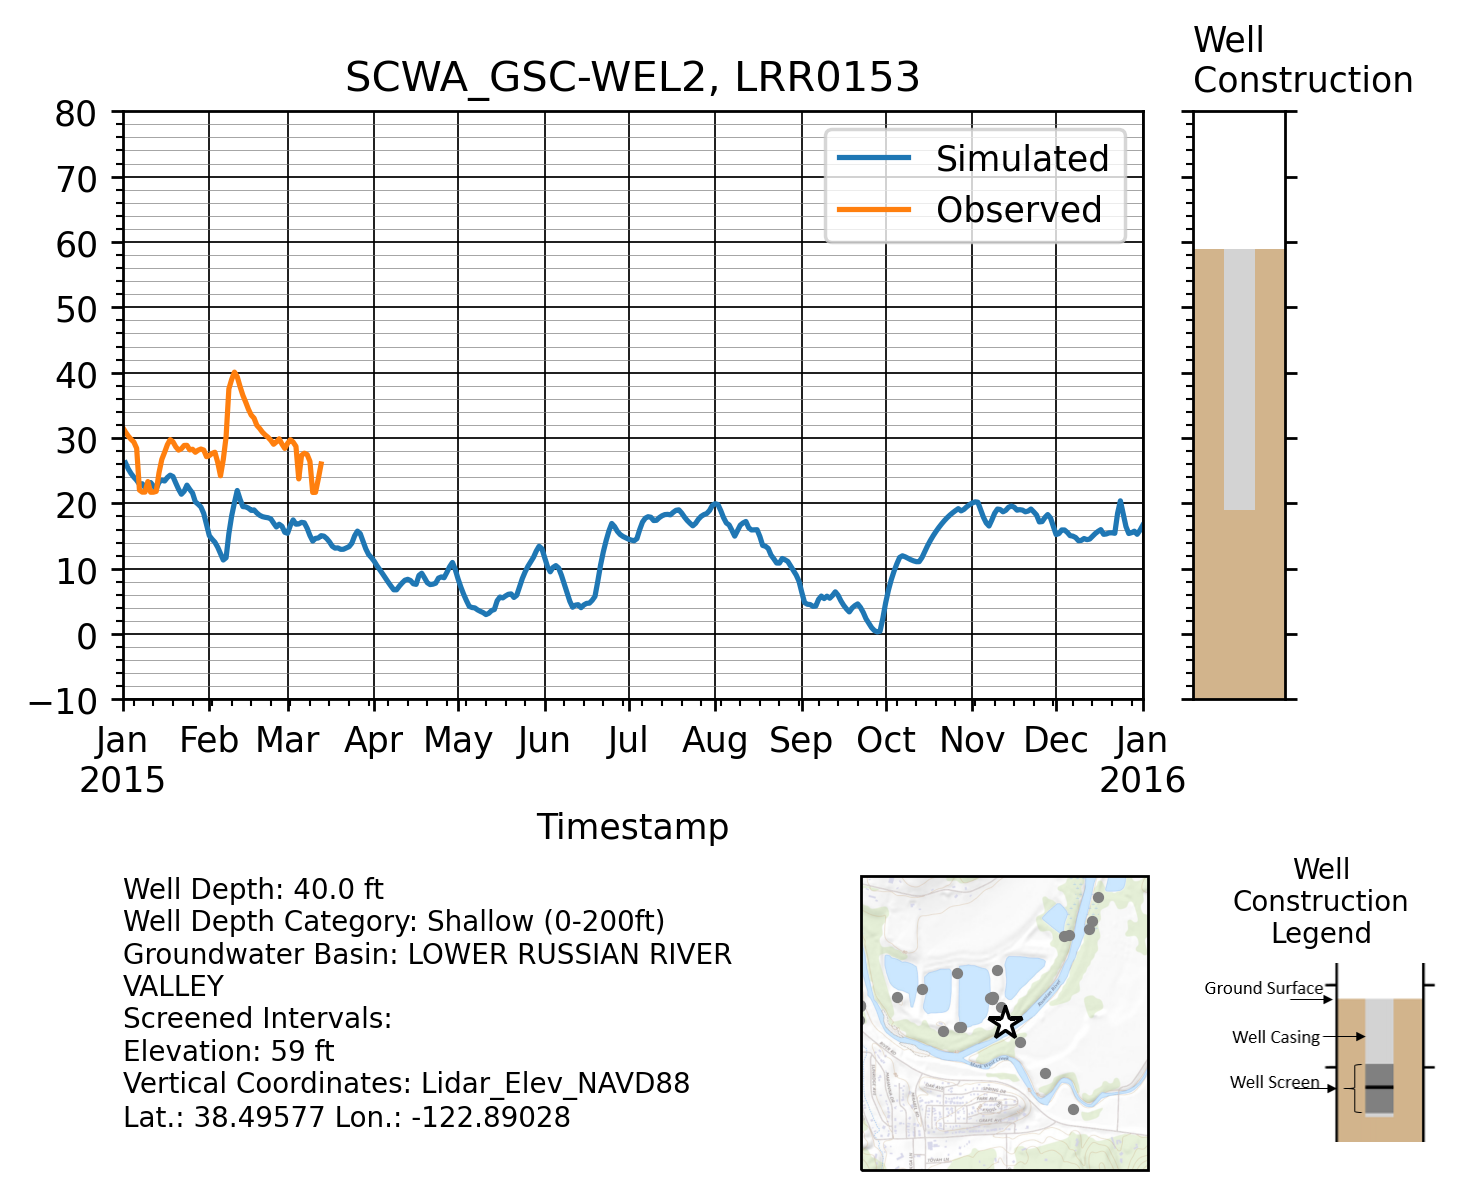 Well
Construction
SCWA_GSC-WEL2, LRR0153
80
70
60
50
40
30
20
10
0
−10
Simulated
Observed
Jan Feb Mar Apr May Jun Jul Aug Sep Oct Nov Dec Jan
2015 2016
Timestamp
Well Depth: 40.0 ft
Well Depth Category: Shallow (0-200ft)
Groundwater Basin: LOWER RUSSIAN RIVER
VALLEY
Screened Intervals:
Elevation: 59 ft
Vertical Coordinates: Lidar_Elev_NAVD88
Lat.: 38.49577 Lon.: -122.89028
Well
Construction
Legend
Ground Surface
Well Casing
Well Screen